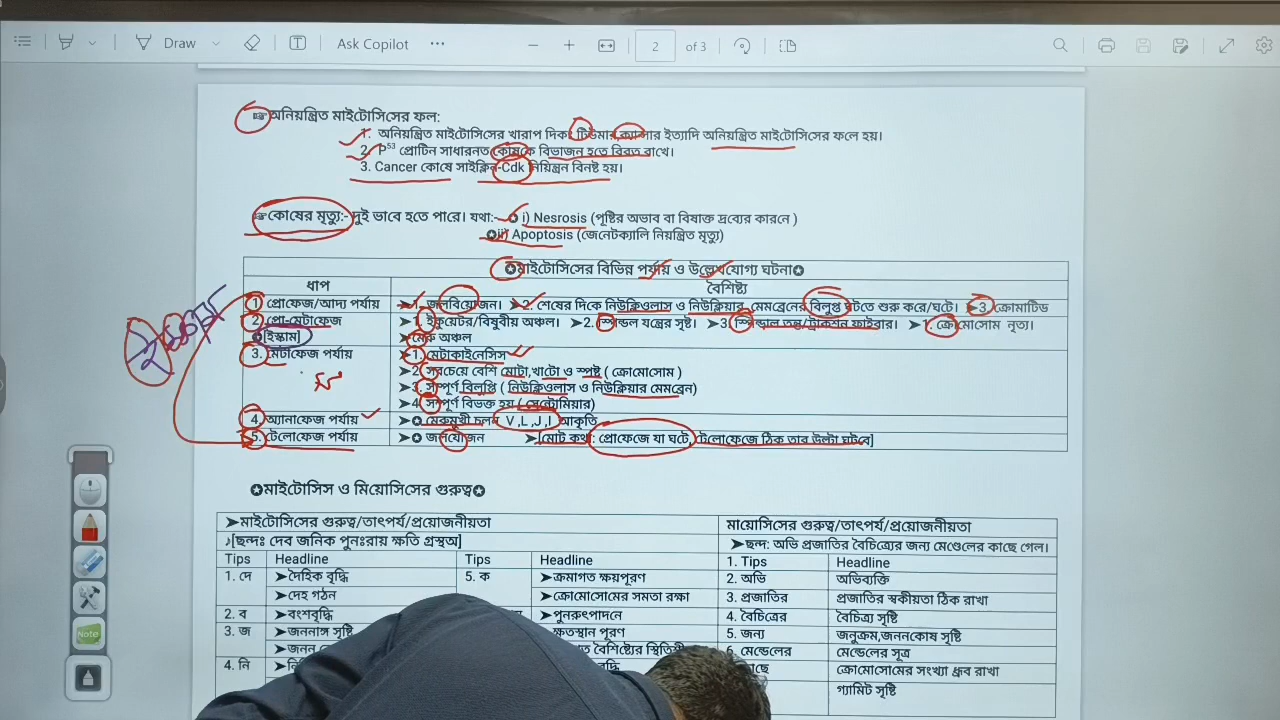 Draw
Ask Copilot
2 of 3
অনিয়ন্ত্রিত মাইটোসিসের ফল:
1. অনিয়ন্ত্রিত মাইটোসিসের খারাপ দিক: টিউমার ক্যান্সার ইত্যাদি অনিয়ন্ত্রিত মাইটোসিসের ফলে হয়।
2. P53 প্রোটিন সাধারনত কোষকে বিভাজন হতে বিরত রাখে।
3. Cancer কোষে সাইক্লিন-Cdk নিয়িন্ত্রন বিনষ্ট হয়।
কোষের মৃত্যু:- দুই ভাবে হতে পারে। যথা:- ✪ i) Nesrosis (পৃষ্টির অভাব বা বিষাক্ত দ্রব্যের কারনে )
✪ii) Apoptosis (জেনেটক্যালি নিয়ন্ত্রিত মৃত্যু)
✪মাইটোসিসের বিভিন্ন পর্যায় ও উল্লেখযোগ্য ঘটনা✪
ধাপ বৈশিষ্ট্য
1. প্রোফেজ/আদ্য পর্যায় ➤1. জলবিয়োজন। ➤2. শেষের দিকে নিউক্লিওলাস ও নিউক্লিয়ার মেমব্রেনের বিলুপ্ত ঘটতে শুরু করে/ঘটে। ➤3. ক্রোমাটিড
2. প্রো-মেটাফেজ ➤1. ইকুয়েটর/বিষুবীয় অঞ্চল। ➤2. স্পিন্ডল যন্ত্রের সৃষ্ট। ➤3. স্পিন্ডাল তন্তু/ট্রাকশন ফাইবার। ➤1. ক্রোমোসোম নৃত্য।
[ইস্কাম] ➤মেরু অঞ্চল
3. মেটাফেজ পর্যায় ➤1. মেটাকাইনেসিস
➤2. সবচেয়ে বেশি মোটা,খাটো ও স্পষ্ট ( ক্রোমোসোম )
➤3. সম্পূর্ণ বিলুপ্তি ( নিউক্লিওলাস ও নিউক্লিয়ার মেমব্রেন)
➤4. সম্পূর্ণ বিভক্ত হয় ( সেন্ট্রোমিয়ার)
4. অ্যানাফেজ পর্যায় ➤✪ মেরুমুখী চলন V ,L ,J ,I আকৃতি
5. টেলোফেজ পর্যায় ➤✪ জলযোজন ➤[মোট কথা: প্রোফেজে যা ঘটে, টেলোফেজে ঠিক তার উল্টা ঘটবে]
✪মাইটোসিস ও মিয়োসিসের গুরুত্ব✪
➤মাইটোসিসের গুরুত্ব/তাৎপর্য/প্রয়োজনীয়তা মায়োসিসের গুরুত্ব/তাৎপর্য/প্রয়োজনীয়তা
♪[ছন্দঃ দেব জনিক পুনঃরায় ক্ষতি গ্রস্থঅ] ➤ছন্দ: অভি প্রজাতির বৈচিত্র্যের জন্য মেণ্ডেলের কাছে গেল।
Tips Headline Tips Headline 1. Tips Headline
1. দে ➤দৈহিক বৃদ্ধি 5. ক ➤ক্রমাগত ক্ষয়পূরণ 2. অভি অভিব্যক্তি
➤দেহ গঠন ➤ক্রোমোসোমের সমতা রক্ষা 3. প্রজাতির প্রজাতির স্বকীয়তা ঠিক রাখা
2. ব ➤বংশবৃদ্ধি ➤পুনরুৎপাদনে 4. বৈচিত্রের বৈচিত্র্য সৃষ্টি
3. জ ➤জননাঙ্গ সৃষ্টি ক্ষতস্থান পূরণ 5. জন্য জনুক্রম,জননকোষ সৃষ্টি
বৈশিষ্ট্যের 6. মেন্ডেলের মেন্ডেলের সূত্র
4. নি ক্রোমোসোমের সংখ্যা ধ্রুব রাখা
গ্যামিট সৃষ্টি
Note